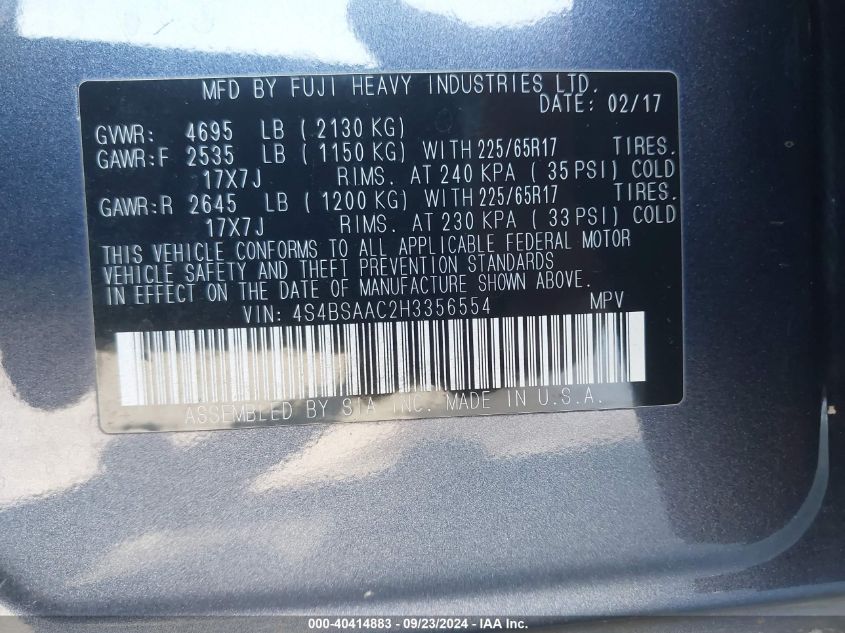 MFD BY FUJI HEAVY INDUSTRIES LTD.
DATE: 02/17
GVWR: 4695 LB ( 2130 KG)
GAWR:F 2535 LB ( 1150 KG) WITH 225/65R17 TIRES.
17X7J RIMS. AT 240 KPA ( 35 PSI) COLD
GAWR:R 2645 LB ( 1200 KG) WITH 225/65R17 TIRES.
17X7J RIMS. AT 230 KPA ( 33 PSI) COLD
THIS VEHICLE CONFORMS TO ALL APPLICABLE FEDERAL MOTOR
VEHICLE SAFETY AND THEFT PREVENTION STANDARDS
IN EFFECT ON THE DATE OF MANUFACTURE SHOWN ABOVE.
VIN: 4S4BSAAC2H3356554 MPV
ASSEMBLED BY SIA INC. MADE IN U.S.A.
000-40414883 - 09/23/2024 - IAA Inc.